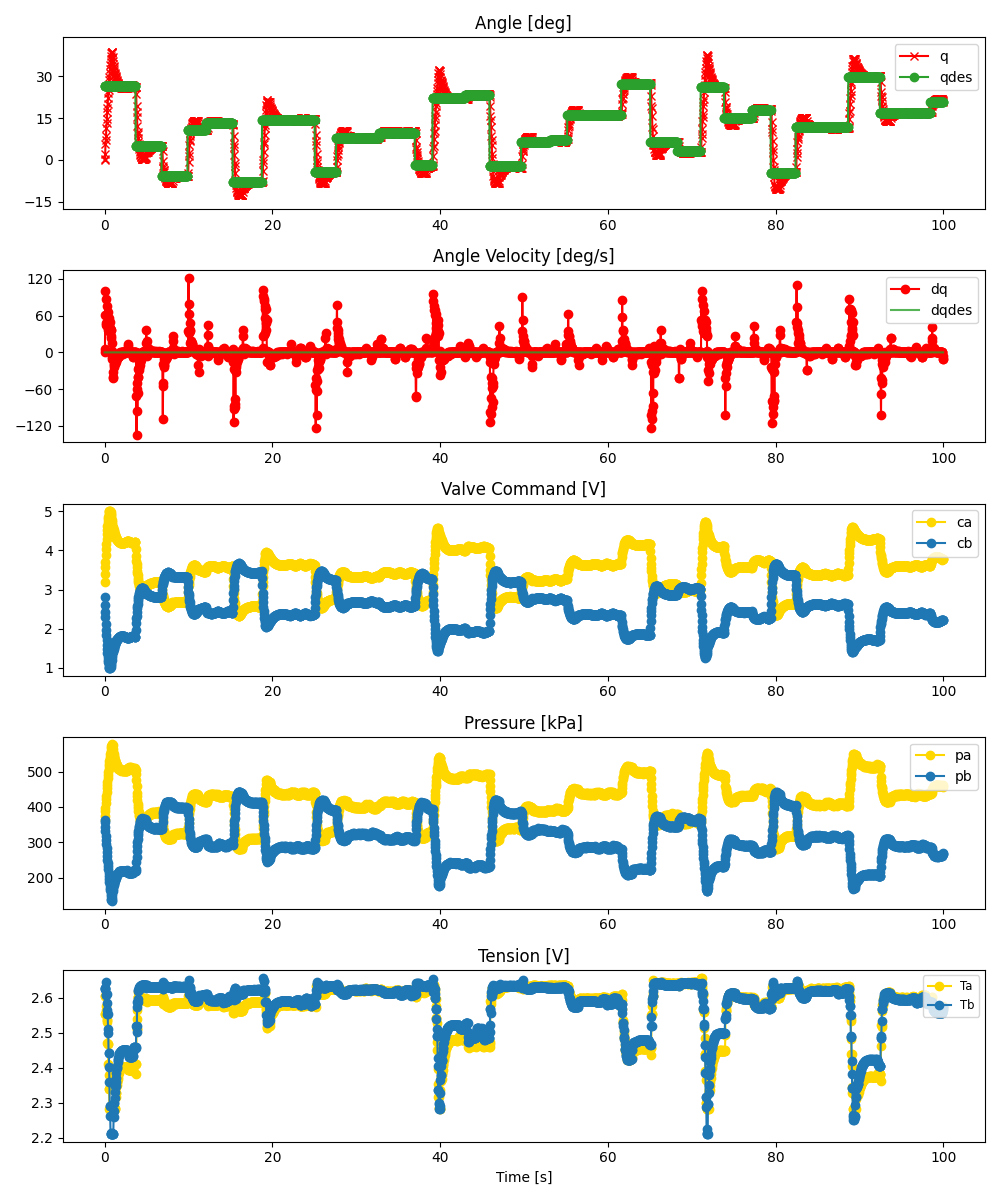 Angle [deg]
30
15
0
−15
q
qdes
0 20 40 60 80 100
Angle Velocity [deg/s]
120
60
0
−60
−120
dq
dqdes
0 20 40 60 80 100
Valve Command [V]
5
4
3
2
1
ca
cb
0 20 40 60 80 100
Pressure [kPa]
500
400
300
200
pa
pb
0 20 40 60 80 100
Tension [V]
2.6
2.5
2.4
2.3
2.2
Ta
Tb
0 20 40 60 80 100
Time [s]